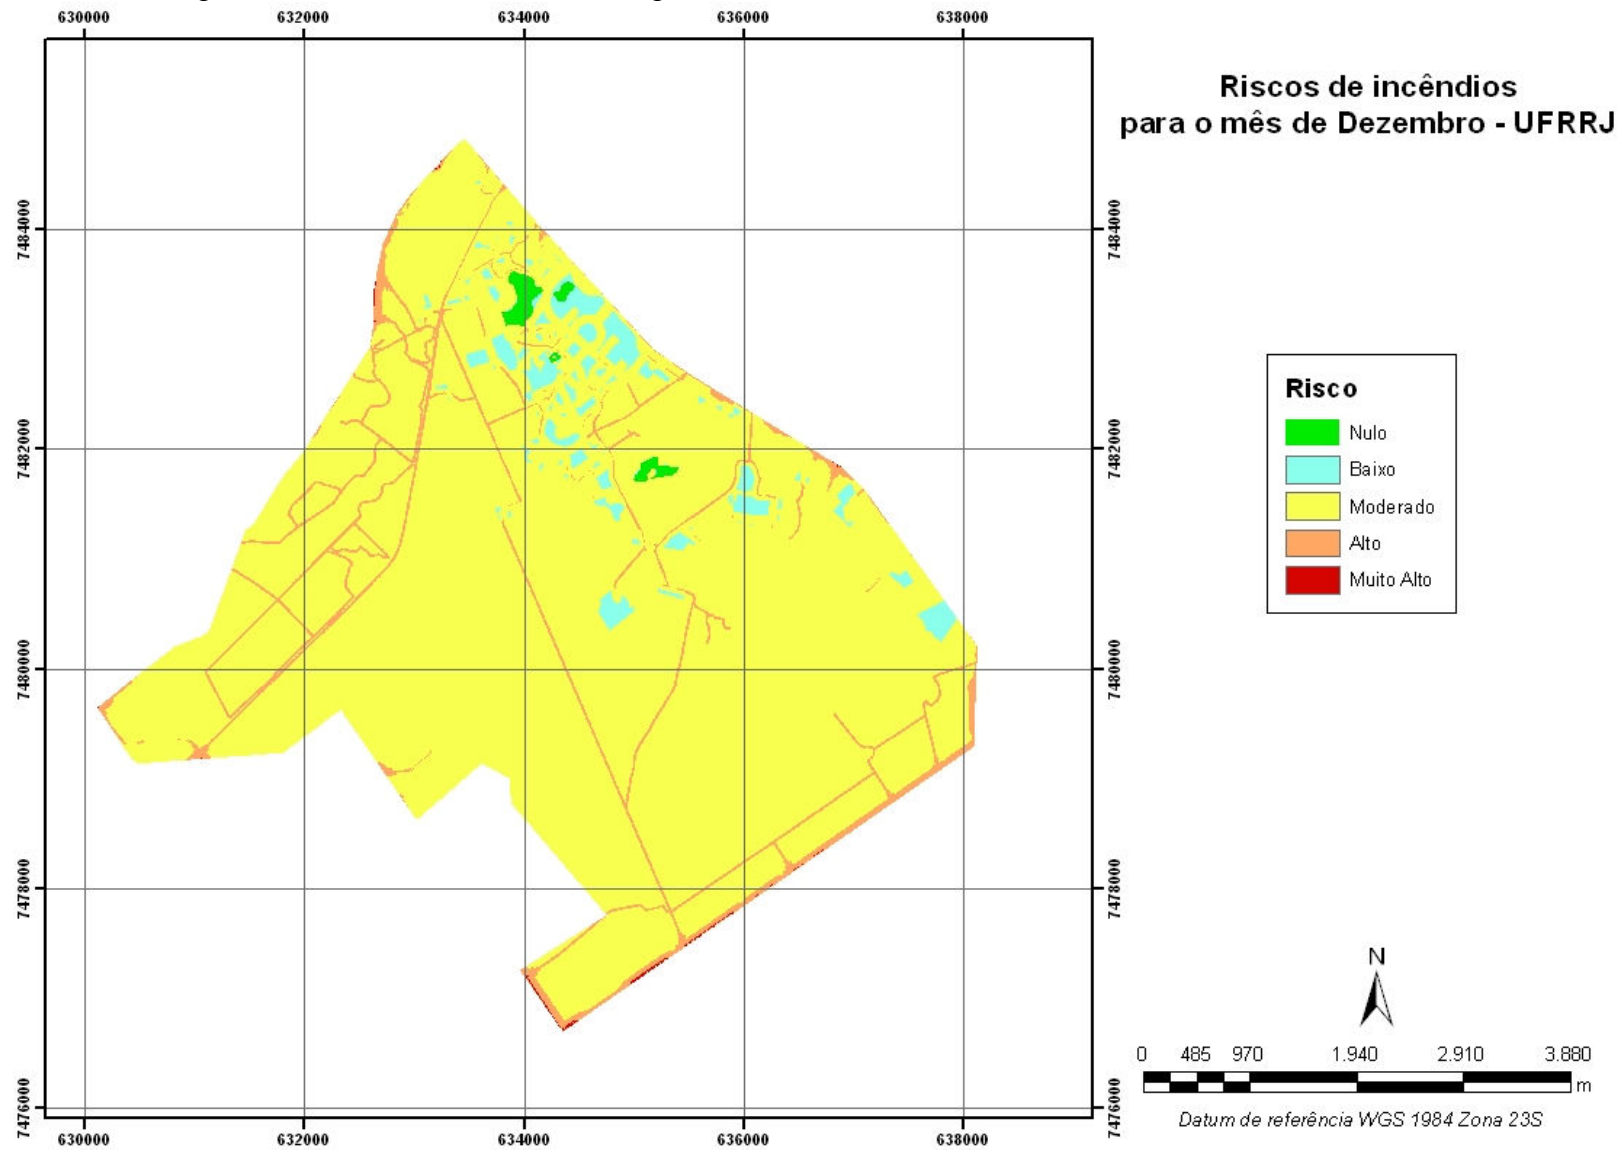 630000 632000 634000 636000 638000
Riscos de incêndios
para o mês de Dezembro - UFRRJ
7484000 7484000
7482000 7482000
7480000 7480000
7478000 7478000
7476000 7476000
Risco
Nulo
Baixo
Moderado
Alto
Muito Alto
N
0 485 970 1.940 2.910 3.880
m
Datum de referência WGS 1984 Zona 23S
630000 632000 634000 636000 638000